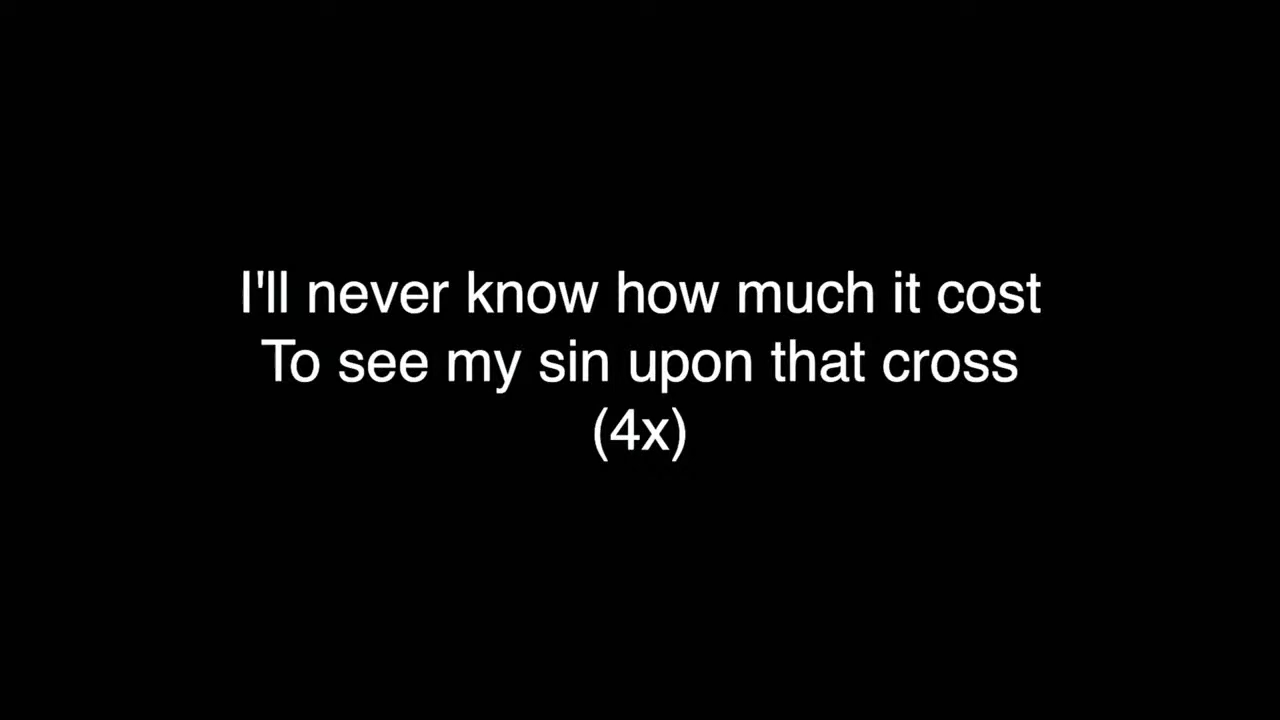 I'll never know how much it cost
To see my sin upon that cross
(4x)